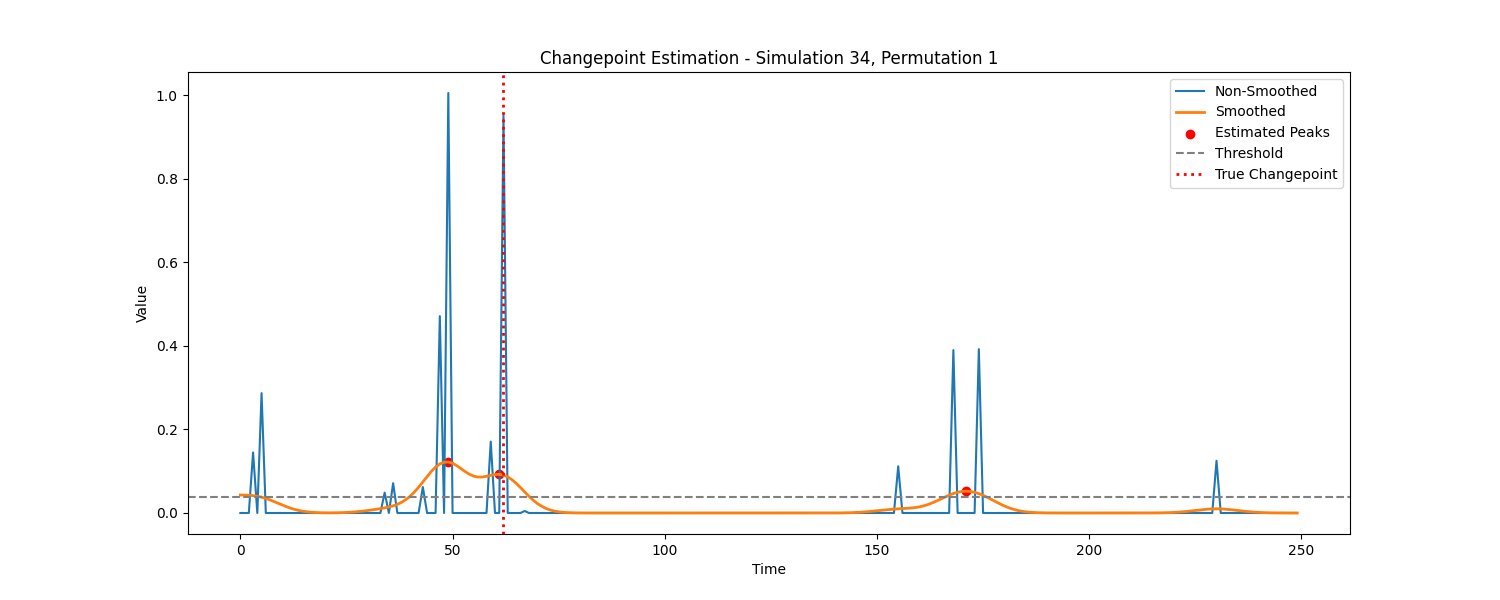 Changepoint Estimation - Simulation 34, Permutation 1
Non-Smoothed
Smoothed
Estimated Peaks
Threshold
True Changepoint
1.0
0.8
0.6
0.4
0.2
0.0
Value
0
50
100
150
200
250
Time